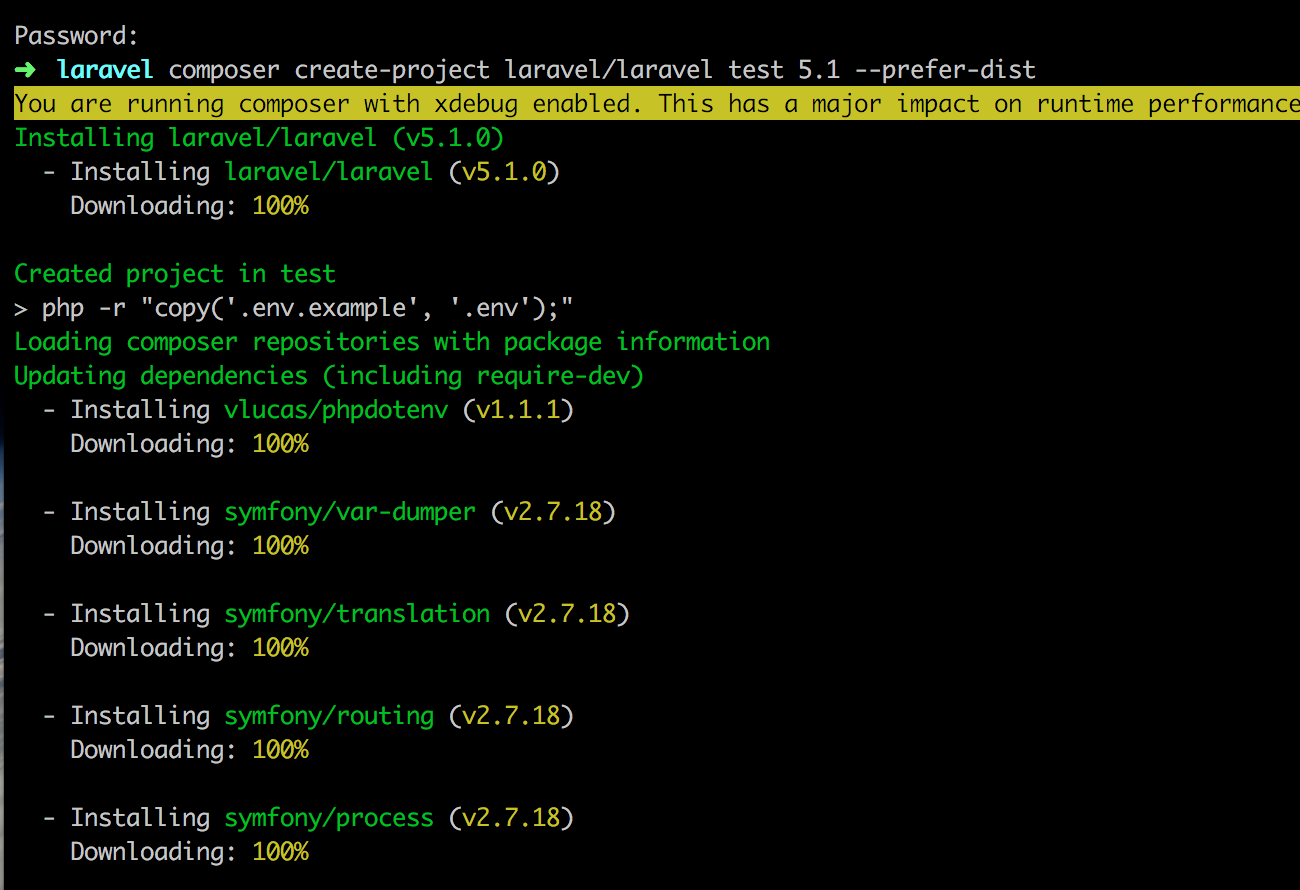 Password:
➜ laravel composer create-project laravel/laravel test 5.1 --prefer-dist
You are running composer with xdebug enabled. This has a major impact on runtime performance
Installing laravel/laravel (v5.1.0)
- Installing laravel/laravel (v5.1.0)
Downloading: 100%
Created project in test
> php -r "copy('.env.example', '.env');"
Loading composer repositories with package information
Updating dependencies (including require-dev)
- Installing vlucas/phpdotenv (v1.1.1)
Downloading: 100%
- Installing symfony/var-dumper (v2.7.18)
Downloading: 100%
- Installing symfony/translation (v2.7.18)
Downloading: 100%
- Installing symfony/routing (v2.7.18)
Downloading: 100%
- Installing symfony/process (v2.7.18)
Downloading: 100%